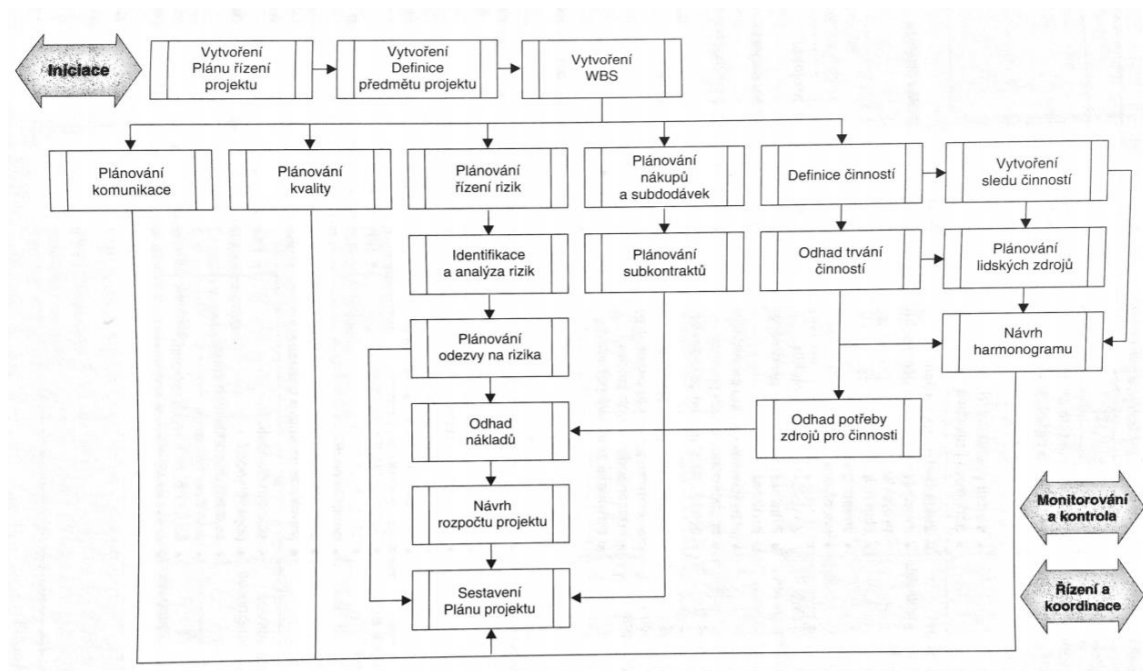 Iniciace
Vytvoření
Plánu řízení
projektu
Vytvoření
Definice
předmětu projektu
Vytvoření
WBS
Plánování
komunikace
Plánování
kvality
Plánování
řízení rizik
Plánování
nákupů
a subdodávek
Definice činností
Vytvoření
sledu činností
Identifikace
a analýza rizik
Plánování
subkontraktů
Odhad trvání
činností
Plánování
lidských zdrojů
Plánování
odezvy na rizika
Návrh
harmonogramu
Odhad
nákladů
Odhad potřeby
zdrojů pro činnosti
Návrh
rozpočtu projektu
Monitorování
a kontrola
Sestavení
Plánu projektu
Řízení a
koordinace